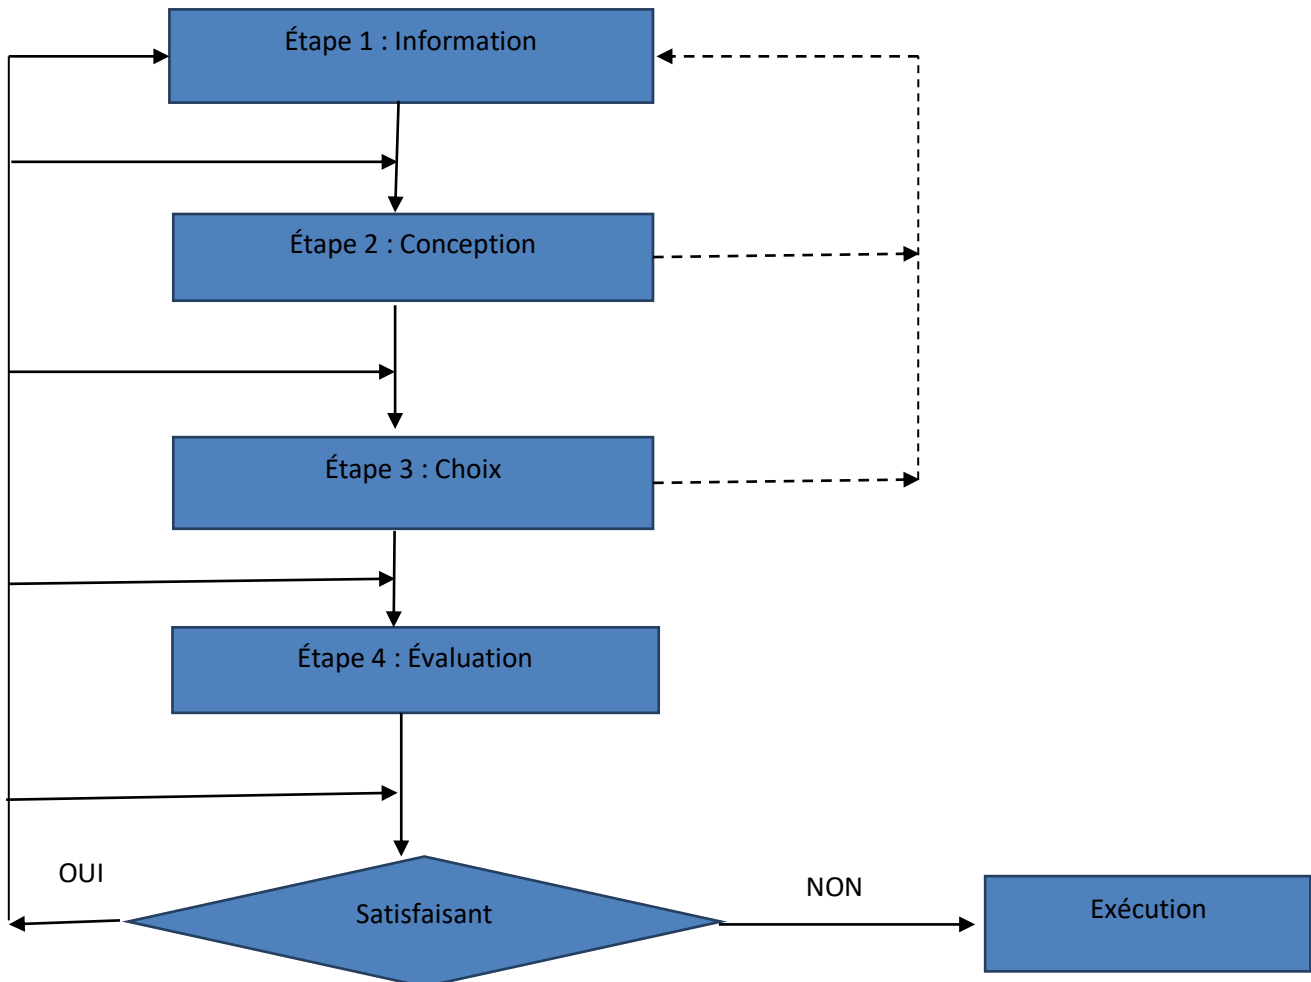 Étape 1 : Information
Étape 2 : Conception
Étape 3 : Choix
Étape 4 : Évaluation
OUI
Satisfaisant
NON
Exécution